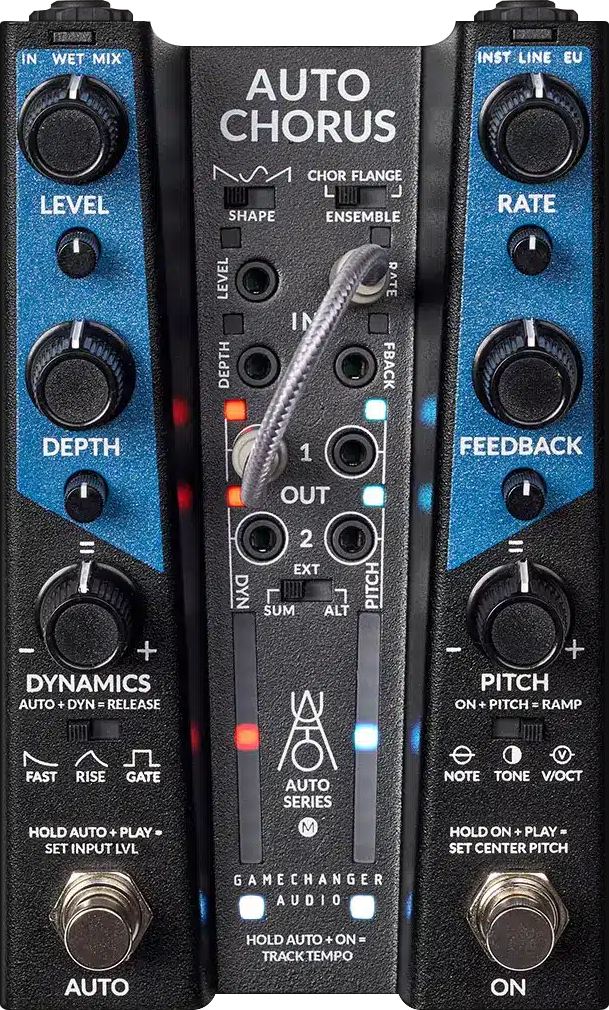 IN WET MIX
INST LINE EU
AUTO
CHORUS
CHOR FLANGE
SHAPE
ENSEMBLE
LEVEL
RATE
LEVEL
RATE
IN
DEPTH
FBACK
DEPTH
FEEDBACK
1
OUT
2
EXT
DYN
PITCH
SUM
ALT
=
=
- +
- +
DYNAMICS
AUTO + DYN = RELEASE
PITCH
ON + PITCH = RAMP
FAST RISE GATE
NOTE TONE V/OCT
V
AUTO
AUTO
SERIES
M
HOLD AUTO + PLAY =
SET INPUT LVL
HOLD ON + PLAY =
SET CENTER PITCH
GAMECHANGER
AUDIO
HOLD AUTO + ON =
TRACK TEMPO
AUTO
ON